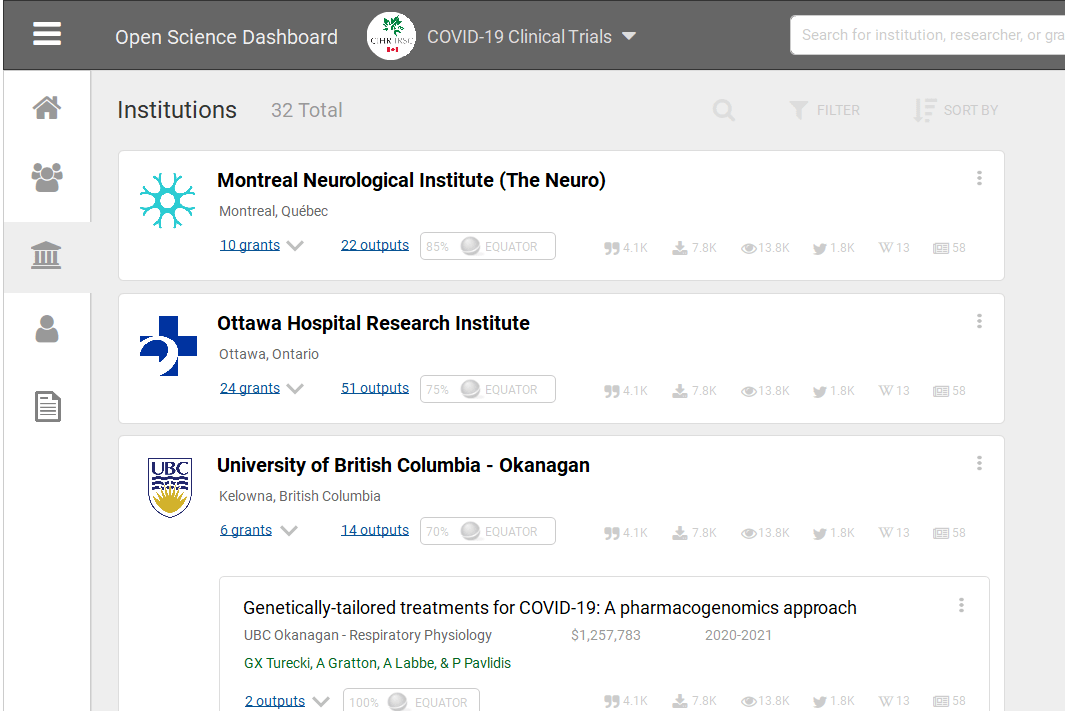 Open Science Dashboard
CIHR IRSC
COVID-19 Clinical Trials
Search for institution, researcher, or gra
Institutions 32 Total
FILTER
SORT BY
Montreal Neurological Institute (The Neuro)
Montreal, Québec
10 grants 22 outputs 85% EQUATOR 4.1K 7.8K 13.8K 1.8K W 13 58
Ottawa Hospital Research Institute
Ottawa, Ontario
24 grants 51 outputs 75% EQUATOR 4.1K 7.8K 13.8K 1.8K W 13 58
UBC
University of British Columbia - Okanagan
Kelowna, British Columbia
6 grants 14 outputs 70% EQUATOR 4.1K 7.8K 13.8K 1.8K W 13 58
Genetically-tailored treatments for COVID-19: A pharmacogenomics approach
UBC Okanagan - Respiratory Physiology $1,257,783 2020-2021
GX Turecki, A Gratton, A Labbe, & P Pavlidis
2 outputs 100% EQUATOR 4.1K 7.8K 13.8K 1.8K W 13 58